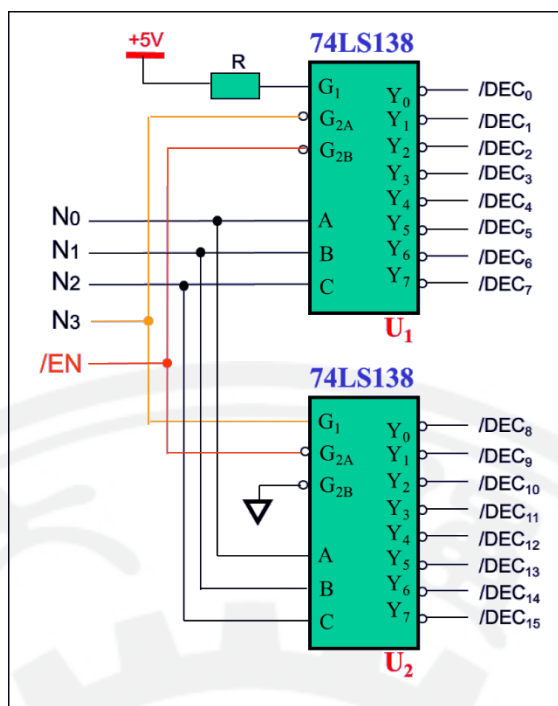 74LS138
+5V
R
G1
G2A
G2B
A
B
C
Y0
Y1
Y2
Y3
Y4
Y5
Y6
Y7
/DEC0
/DEC1
/DEC2
/DEC3
/DEC4
/DEC5
/DEC6
/DEC7
N0
N1
N2
N3
/EN
U1
74LS138
G1
G2A
G2B
A
B
C
Y0
Y1
Y2
Y3
Y4
Y5
Y6
Y7
/DEC8
/DEC9
/DEC10
/DEC11
/DEC12
/DEC13
/DEC14
/DEC15
U2